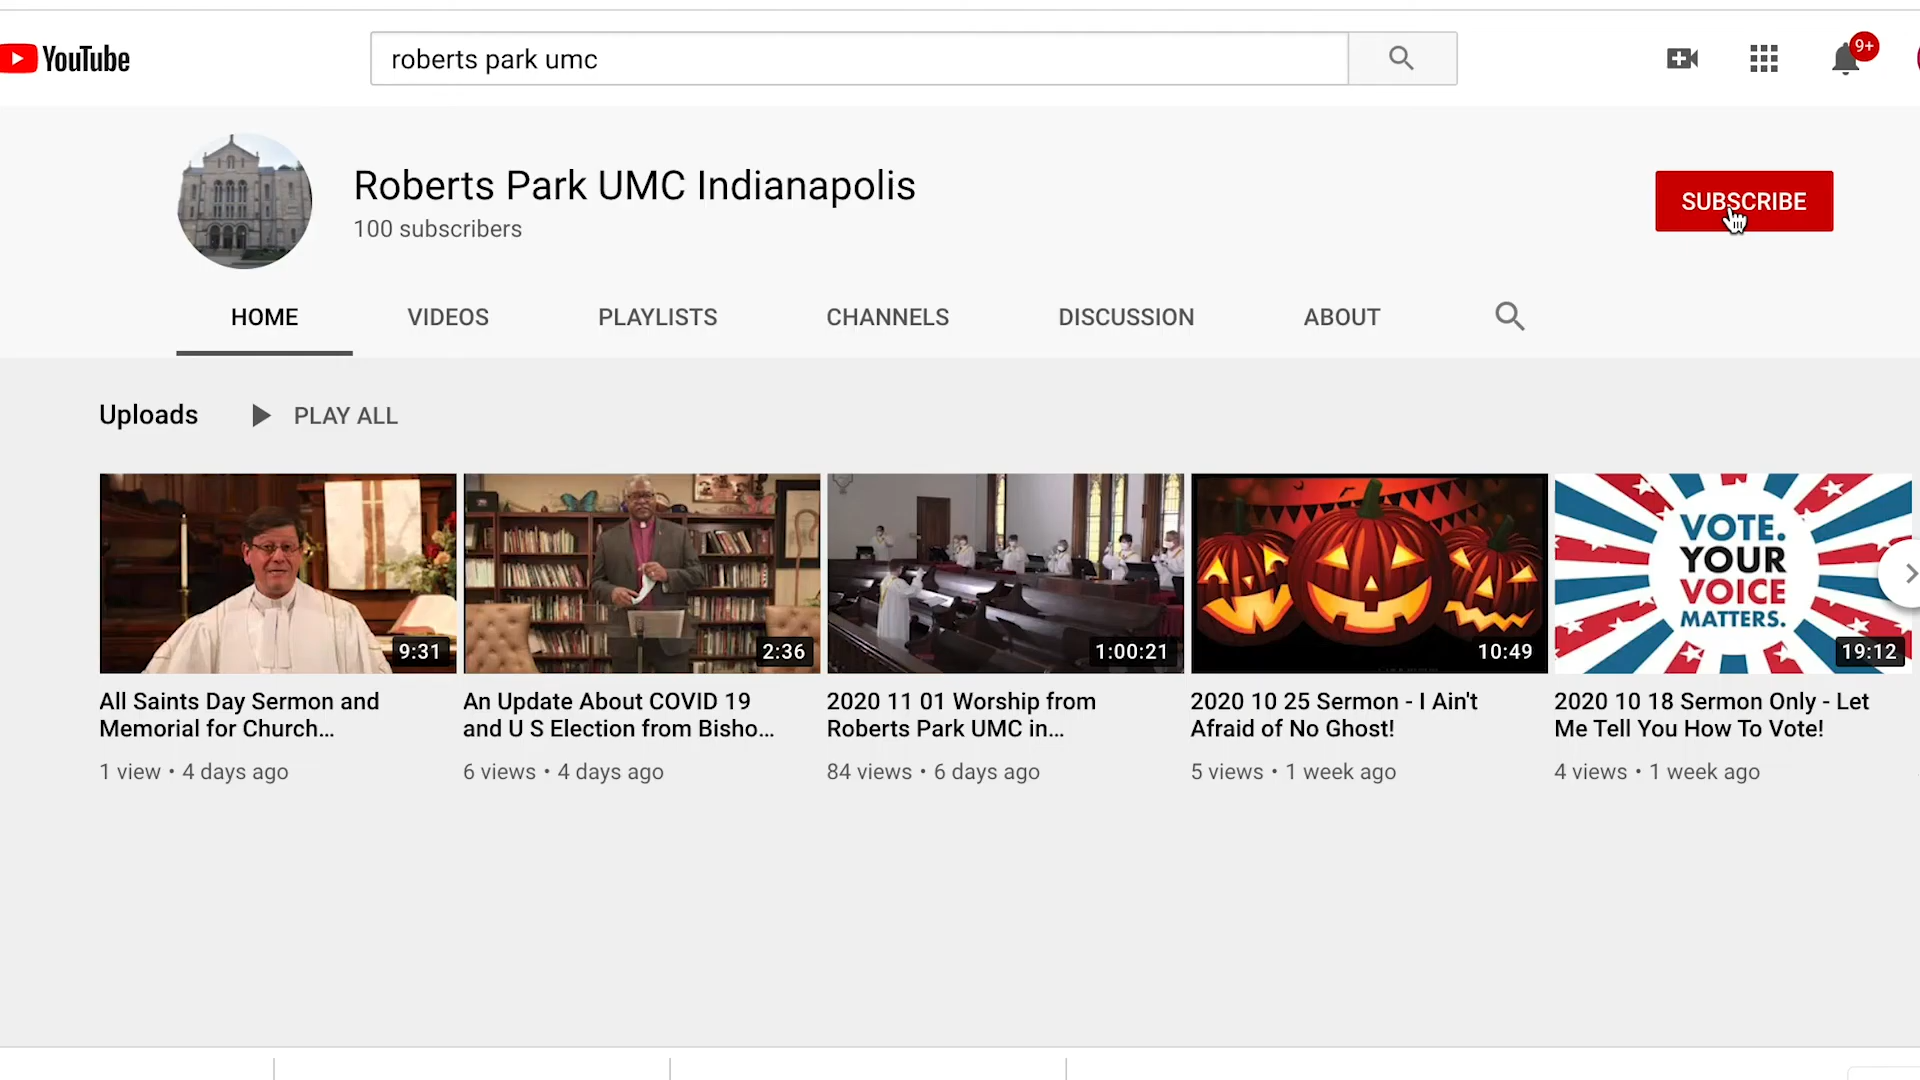 YouTube
roberts park umc
9+
Roberts Park UMC Indianapolis
100 subscribers
SUBSCRIBE
HOME
VIDEOS
PLAYLISTS
CHANNELS
DISCUSSION
ABOUT
Uploads
PLAY ALL
9:31
2:36
1:00:21
10:49
VOTE.
YOUR
VOICE
MATTERS.
19:12
All Saints Day Sermon and
Memorial for Church...
1 view • 4 days ago
An Update About COVID 19
and U S Election from Bisho...
6 views • 4 days ago
2020 11 01 Worship from
Roberts Park UMC in...
84 views • 6 days ago
2020 10 25 Sermon - I Ain't
Afraid of No Ghost!
5 views • 1 week ago
2020 10 18 Sermon Only - Let
Me Tell You How To Vote!
4 views • 1 week ago